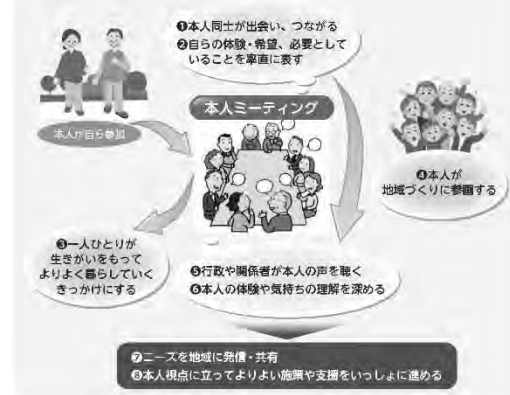 ❶本人同士が出会い、つながる
❷自らの体験・希望、必要として
いることを率直に表す
本人が自ら参加
本人ミーティング
❹本人が
地域づくりに参画する
❸一人ひとりが
生きがいをもって
よりよく暮らしていく
きっかけにする
❺行政や関係者が本人の声を聴く
❻本人の体験や気持ちの理解を深める
❼ニーズを地域に発信・共有
❽本人視点に立ってよりよい施策や支援をいっしょに進める